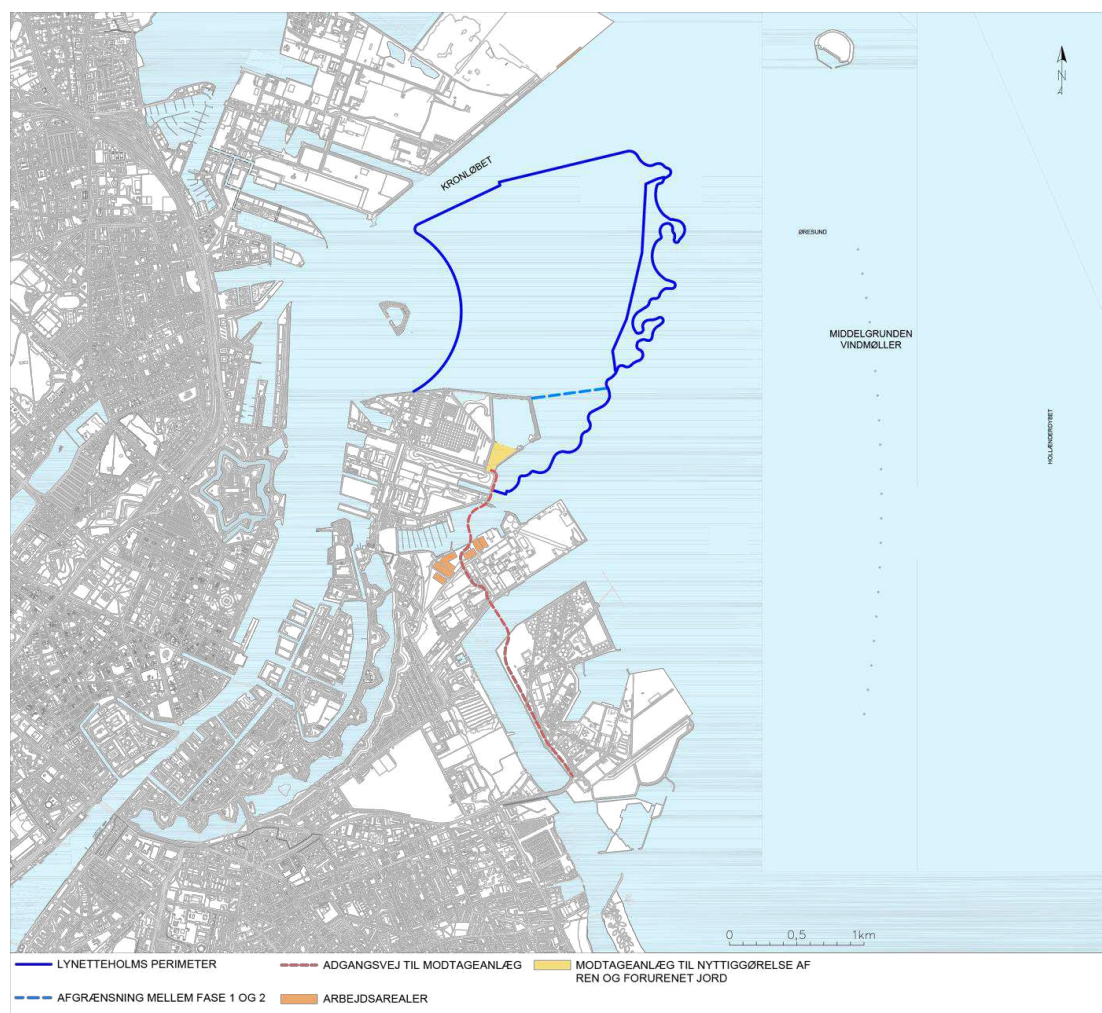 N
KRONLØBET
ØRESUND
MIDDELGRUNDEN
VINDMØLLER
HOLLÆNDERDYBET
0 0,5 1km
LYNETTEHOLMS PERIMETER
ADGANGSVEJ TIL MODTAGEANLÆG
MODTAGEANLÆG TIL NYTTIGGØRELSE AF
REN OG FORURENET JORD
AFGRÆNSNING MELLEM FASE 1 OG 2
ARBEJDSAREALER